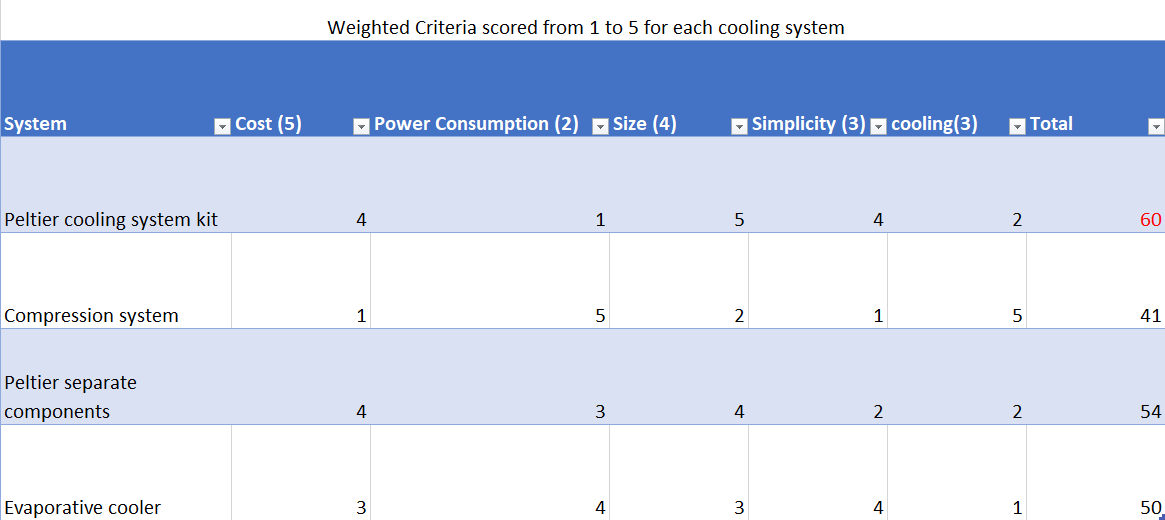 Weighted Criteria scored from 1 to 5 for each cooling system
System Cost (5) Power Consumption (2) Size (4) Simplicity (3) cooling(3) Total
Peltier cooling system kit 4 1 5 4 2 60
Compression system 1 5 2 1 5 41
Peltier separate
components 4 3 4 2 2 54
Evaporative cooler 3 4 3 4 1 50